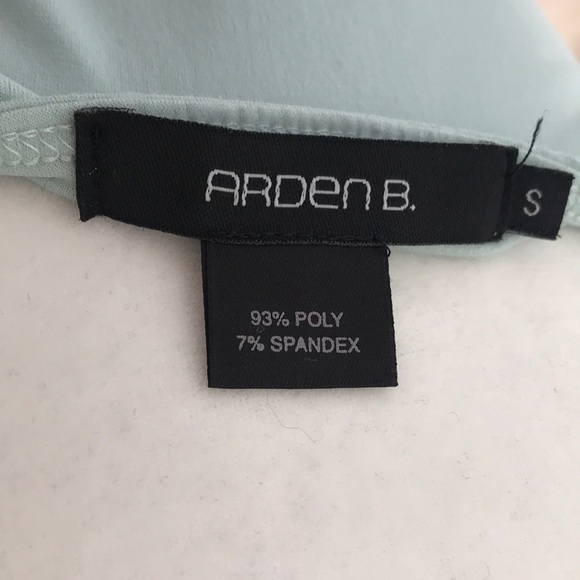 ARDEN B.
S
93% POLY
7% SPANDEX